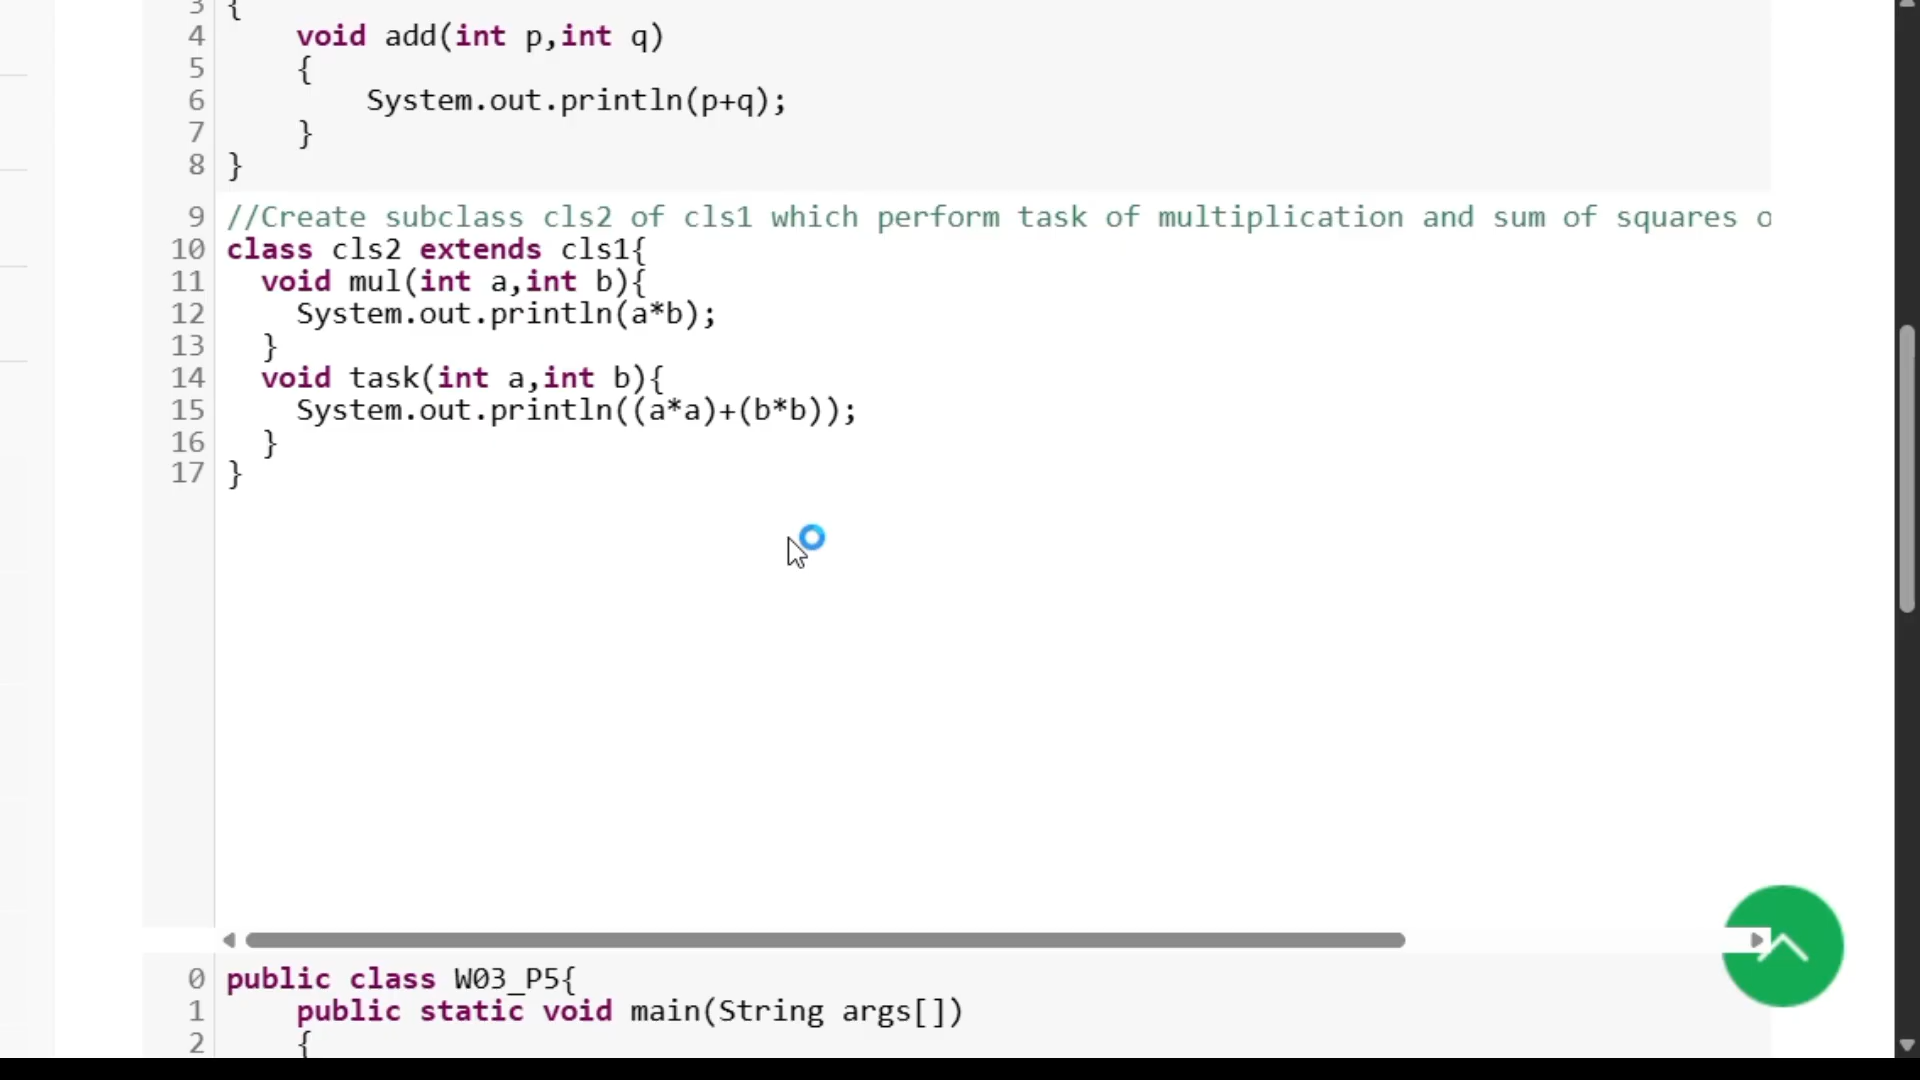 3 {
4     void add(int p,int q)
5     {
6         System.out.println(p+q);
7     }
8 }
9 //Create subclass cls2 of cls1 which perform task of multiplication and sum of squares o
10 class cls2 extends cls1{
11   void mul(int a,int b){
12     System.out.println(a*b);
13   }
14   void task(int a,int b){
15     System.out.println((a*a)+(b*b));
16   }
17 }
0 public class W03_P5{
1     public static void main(String args[])
2     {